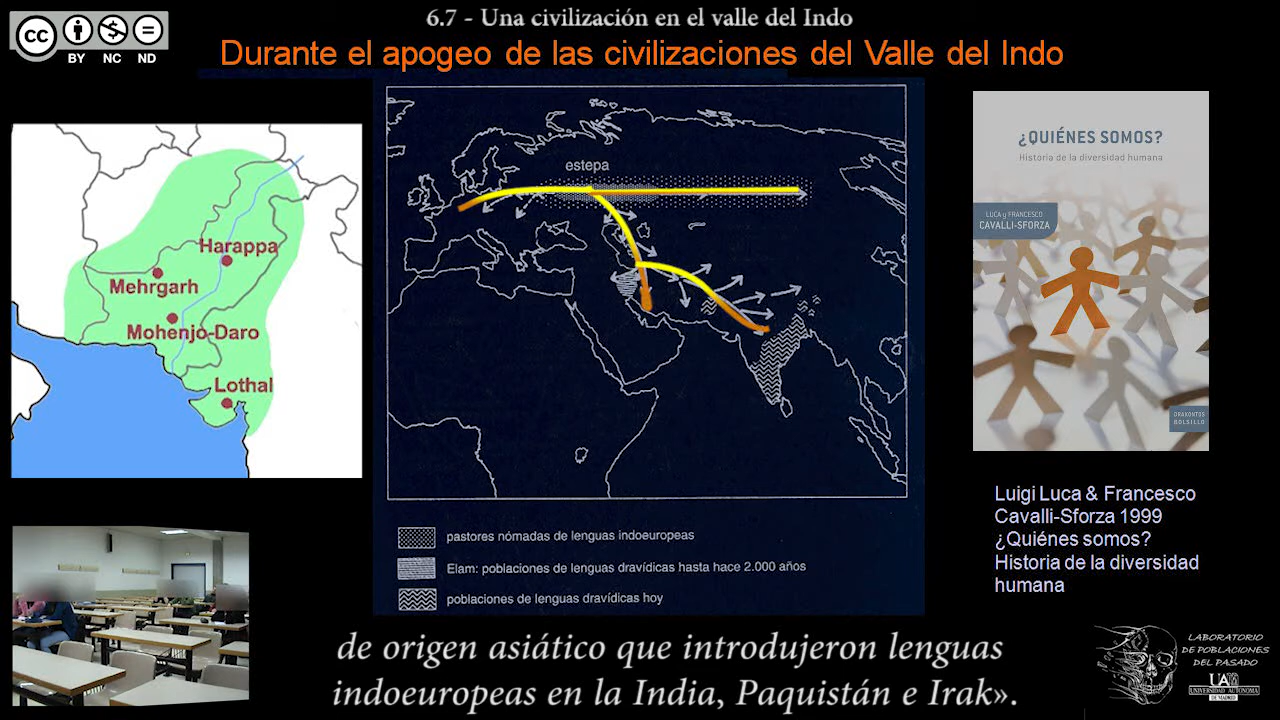 6.7 - Una civilización en el valle del Indo
Durante el apogeo de las civilizaciones del Valle del Indo
cc
BY NC ND
Harappa
Mehrgarh
Mohenjo-Daro
Lothal
estepa
pastores nómadas de lenguas indoeuropeas
Elam: poblaciones de lenguas dravídicas hasta hace 2.000 años
poblaciones de lenguas dravídicas hoy
¿QUIÉNES SOMOS?
Historia de la diversidad humana
LUCA y FRANCESCO
CAVALLI-SFORZA
DRAKONTOS
BOLSILLO
Luigi Luca & Francesco
Cavalli-Sforza 1999
¿Quiénes somos?
Historia de la diversidad
humana
de origen asiático que introdujeron lenguas
indoeuropeas en la India, Paquistán e Irak».
LABORATORIO
DE POBLACIONES
DEL PASADO
UA
UNIVERSIDAD AUTONOMA
DE MADRID